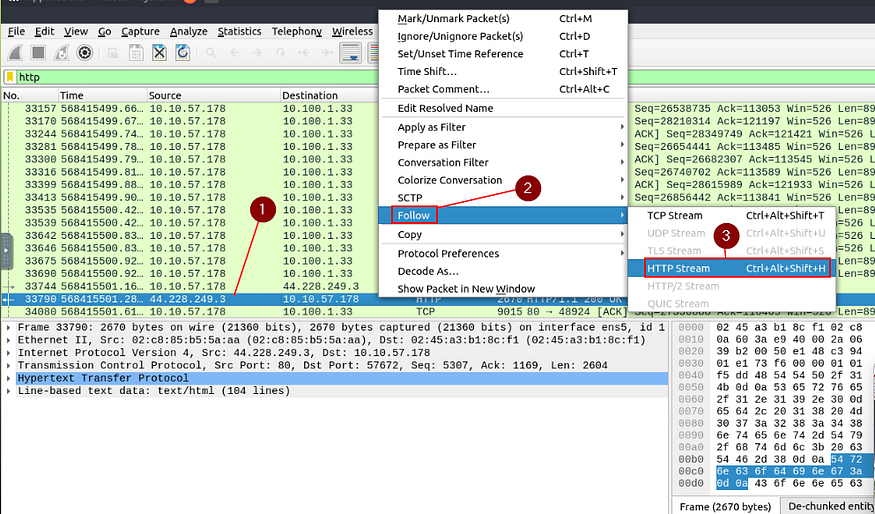 File Edit View Go Capture Analyze Statistics Telephony Wireless
http
No. Time Source Destination
33157 568415499.66… 10.10.57.178 10.100.1.33 Seq=26538735 Ack=113053 Win=526 Len=89
33170 568415499.67… 10.10.57.178 10.100.1.33 Seq=28210314 Ack=121197 Win=526 Len=89
33244 568415499.74… 10.10.57.178 10.100.1.33 ACK] Seq=28349749 Ack=121421 Win=526 L
33281 568415499.78… 10.10.57.178 10.100.1.33 Seq=26654441 Ack=113485 Win=526 Len=89
33300 568415499.79… 10.10.57.178 10.100.1.33 ACK] Seq=26682307 Ack=113545 Win=526 L
33316 568415499.81… 10.10.57.178 10.100.1.33 Seq=26740702 Ack=113589 Win=526 Len=89
33399 568415499.88… 10.10.57.178 10.100.1.33 ACK] Seq=28615989 Ack=121933 Win=526 L
33413 568415499.90… 10.10.57.178 10.100.1.33 Seq=26856442 Ack=113841 Win=526 Len=89
33535 568415500.42… 10.10.57.178 10.100.1.33
33539 568415500.42… 10.10.57.178 10.100.1.33
33642 568415500.83… 10.10.57.178 10.100.1.33
33646 568415500.83… 10.10.57.178 10.100.1.33
33675 568415500.92… 10.10.57.178 10.100.1.33
33690 568415500.92… 10.10.57.178 10.100.1.33
33744 568415501.16… 10.10.57.178 44.228.249.3
33790 568415501.28… 44.228.249.3 10.10.57.178 HTTP 2670 HTTP/1.1 200 OK
34080 568415501.61… 10.10.57.178 10.100.1.33 TCP 9015 80 → 48924 [ACK]
Mark/Unmark Packet(s) Ctrl+M
Ignore/Unignore Packet(s) Ctrl+D
Set/Unset Time Reference Ctrl+T
Time Shift… Ctrl+Shift+T
Packet Comment… Ctrl+Alt+C
Edit Resolved Name
Apply as Filter
Prepare as Filter
Conversation Filter
Colorize Conversation
SCTP
Follow
Copy
Protocol Preferences
Decode As…
Show Packet in New Window
TCP Stream Ctrl+Alt+Shift+T
UDP Stream Ctrl+Alt+Shift+U
TLS Stream Ctrl+Alt+Shift+S
HTTP Stream Ctrl+Alt+Shift+H
HTTP/2 Stream
QUIC Stream
1
2
3
Frame 33790: 2670 bytes on wire (21360 bits), 2670 bytes captured (21360 bits) on interface ens5, id 1
Ethernet II, Src: 02:c8:85:b5:5a:aa (02:c8:85:b5:5a:aa), Dst: 02:45:a3:b1:8c:f1 (02:45:a3:b1:8c:f1)
Internet Protocol Version 4, Src: 44.228.249.3, Dst: 10.10.57.178
Transmission Control Protocol, Src Port: 80, Dst Port: 57672, Seq: 5307, Ack: 1169, Len: 2604
Hypertext Transfer Protocol
Line-based text data: text/html (104 lines)
0000 02 45 a3 b1 8c f1 02 c8
0010 0a 60 3a e9 40 00 2a 06
0020 39 b2 00 50 e1 48 c3 94
0030 01 e1 73 f6 00 00 01 01
0040 f5 dd 48 54 54 50 2f 31
0050 4b 0d 0a 53 65 72 76 65
0060 2f 31 2e 31 39 2e 30 0d
0070 65 64 2c 20 31 38 20 4d
0080 30 37 3a 32 38 3a 34 38
0090 6e 74 65 6e 74 2d 54 79
00a0 2f 68 74 6d 6c 3b 20 63
00b0 54 46 2d 38 0d 0a 54 72
00c0 6e 63 6f 64 69 6e 67 3a
00d0 0d 0a 43 6f 6e 6e 65 63
Frame (2670 bytes) De-chunked entity